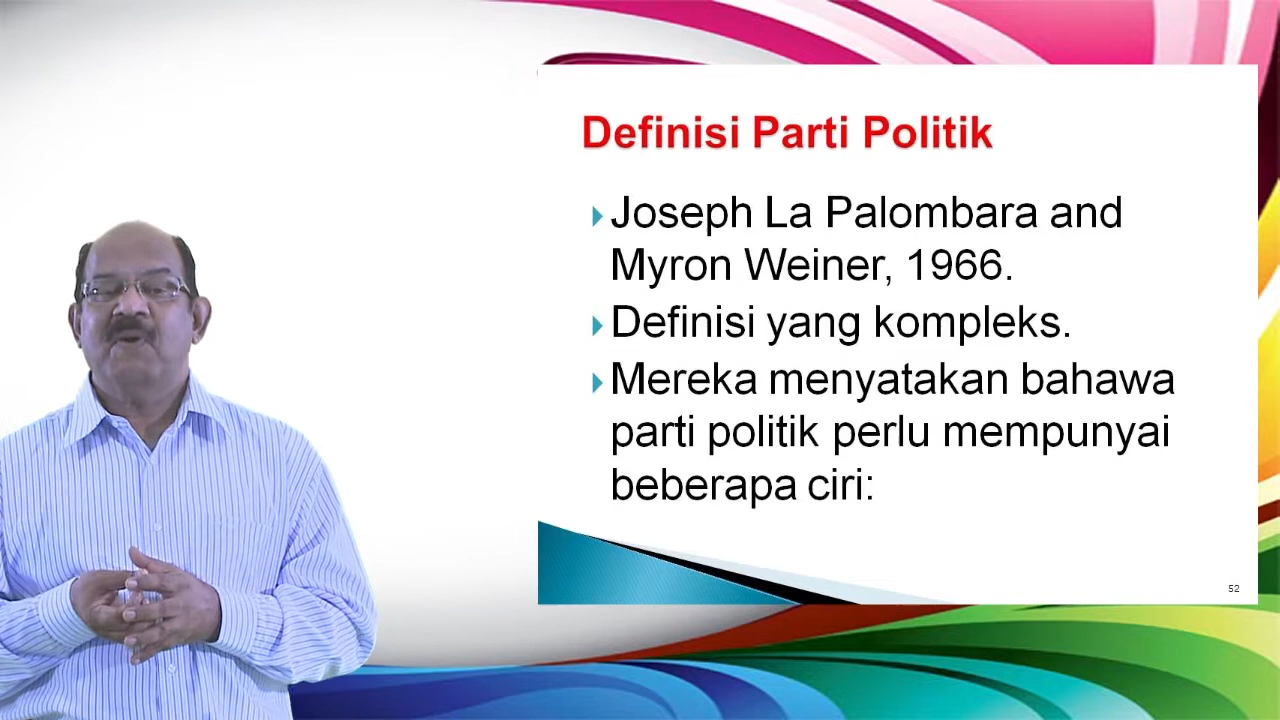 Definisi Parti Politik
Joseph La Palombara and
Myron Weiner, 1966.
Definisi yang kompleks.
Mereka menyatakan bahawa
parti politik perlu mempunyai
beberapa ciri:
52